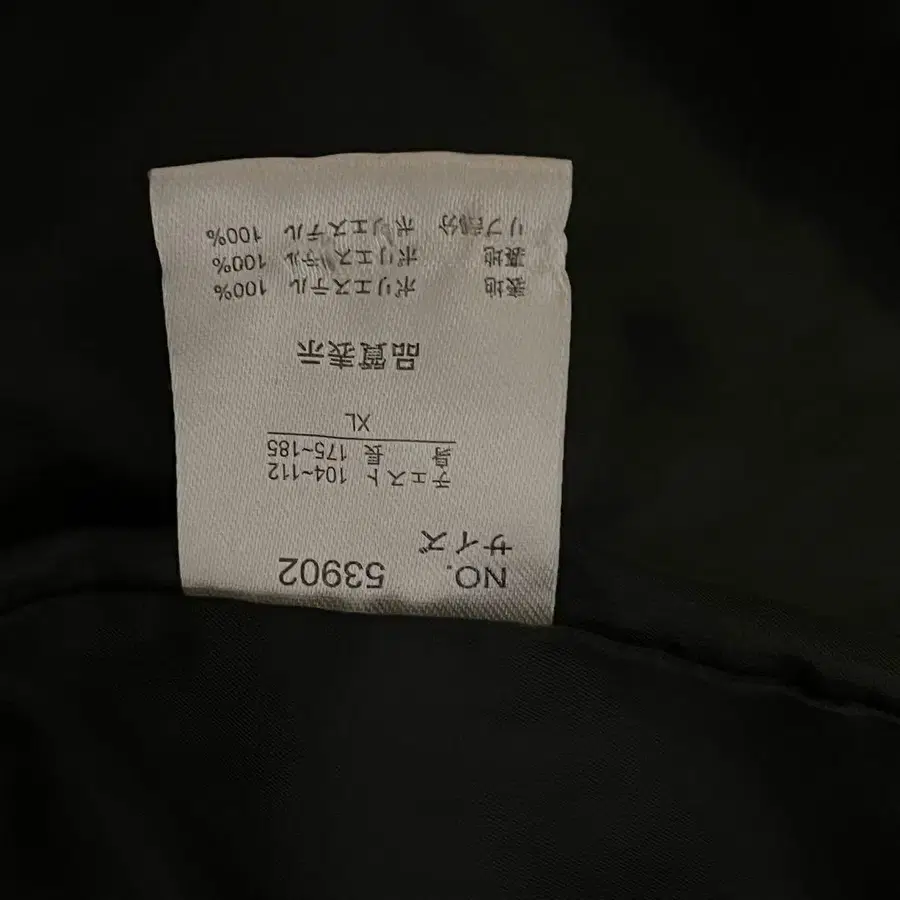 NO. 53902
サイズ
チェスト 104~112
身長 175~185
XL
品質表示
表地 ポリエステル 100%
裏地 ポリエステル 100%
リブ部分 ポリエステル 100%